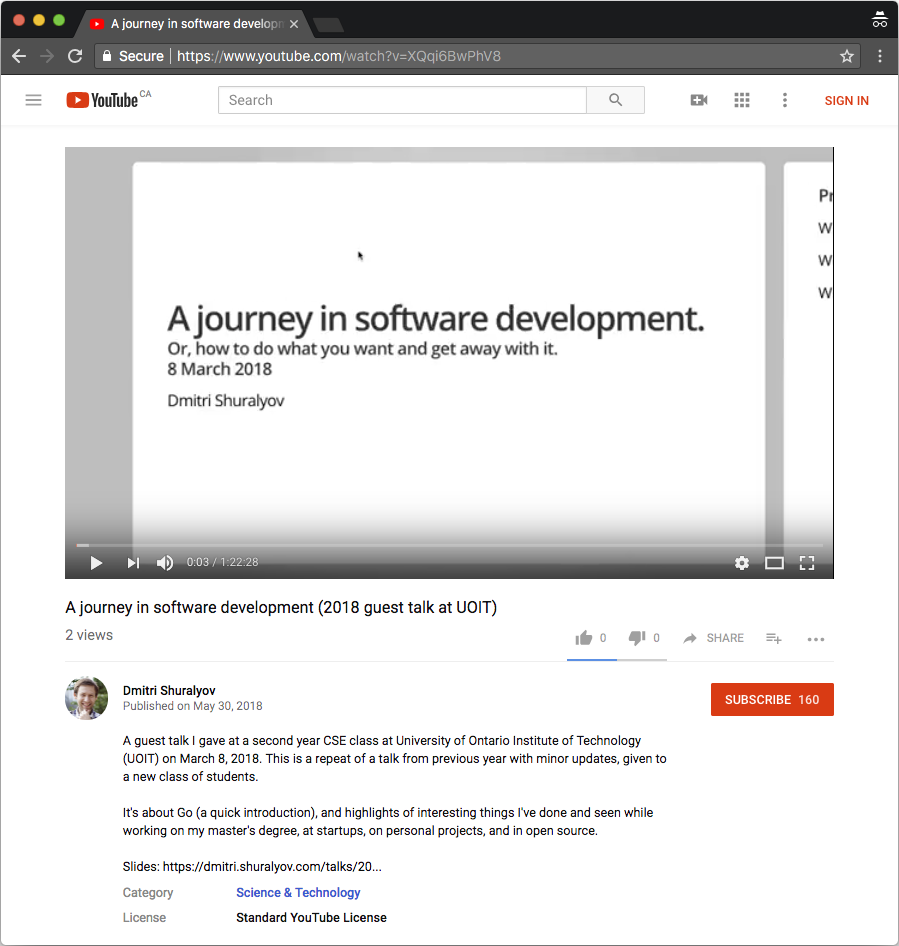 A journey in software developm
Secure https://www.youtube.com/watch?v=XQqi6BwPhV8
YouTube CA
Search
SIGN IN
A journey in software development.
Or, how to do what you want and get away with it.
8 March 2018
Dmitri Shuralyov
Pr
W
W
W
0:03 / 1:22:28
A journey in software development (2018 guest talk at UOIT)
2 views
0 0 SHARE
Dmitri Shuralyov
Published on May 30, 2018
SUBSCRIBE 160
A guest talk I gave at a second year CSE class at University of Ontario Institute of Technology
(UOIT) on March 8, 2018. This is a repeat of a talk from previous year with minor updates, given to
a new class of students.
It's about Go (a quick introduction), and highlights of interesting things I've done and seen while
working on my master's degree, at startups, on personal projects, and in open source.
Slides: https://dmitri.shuralyov.com/talks/20...
Category Science & Technology
License Standard YouTube License